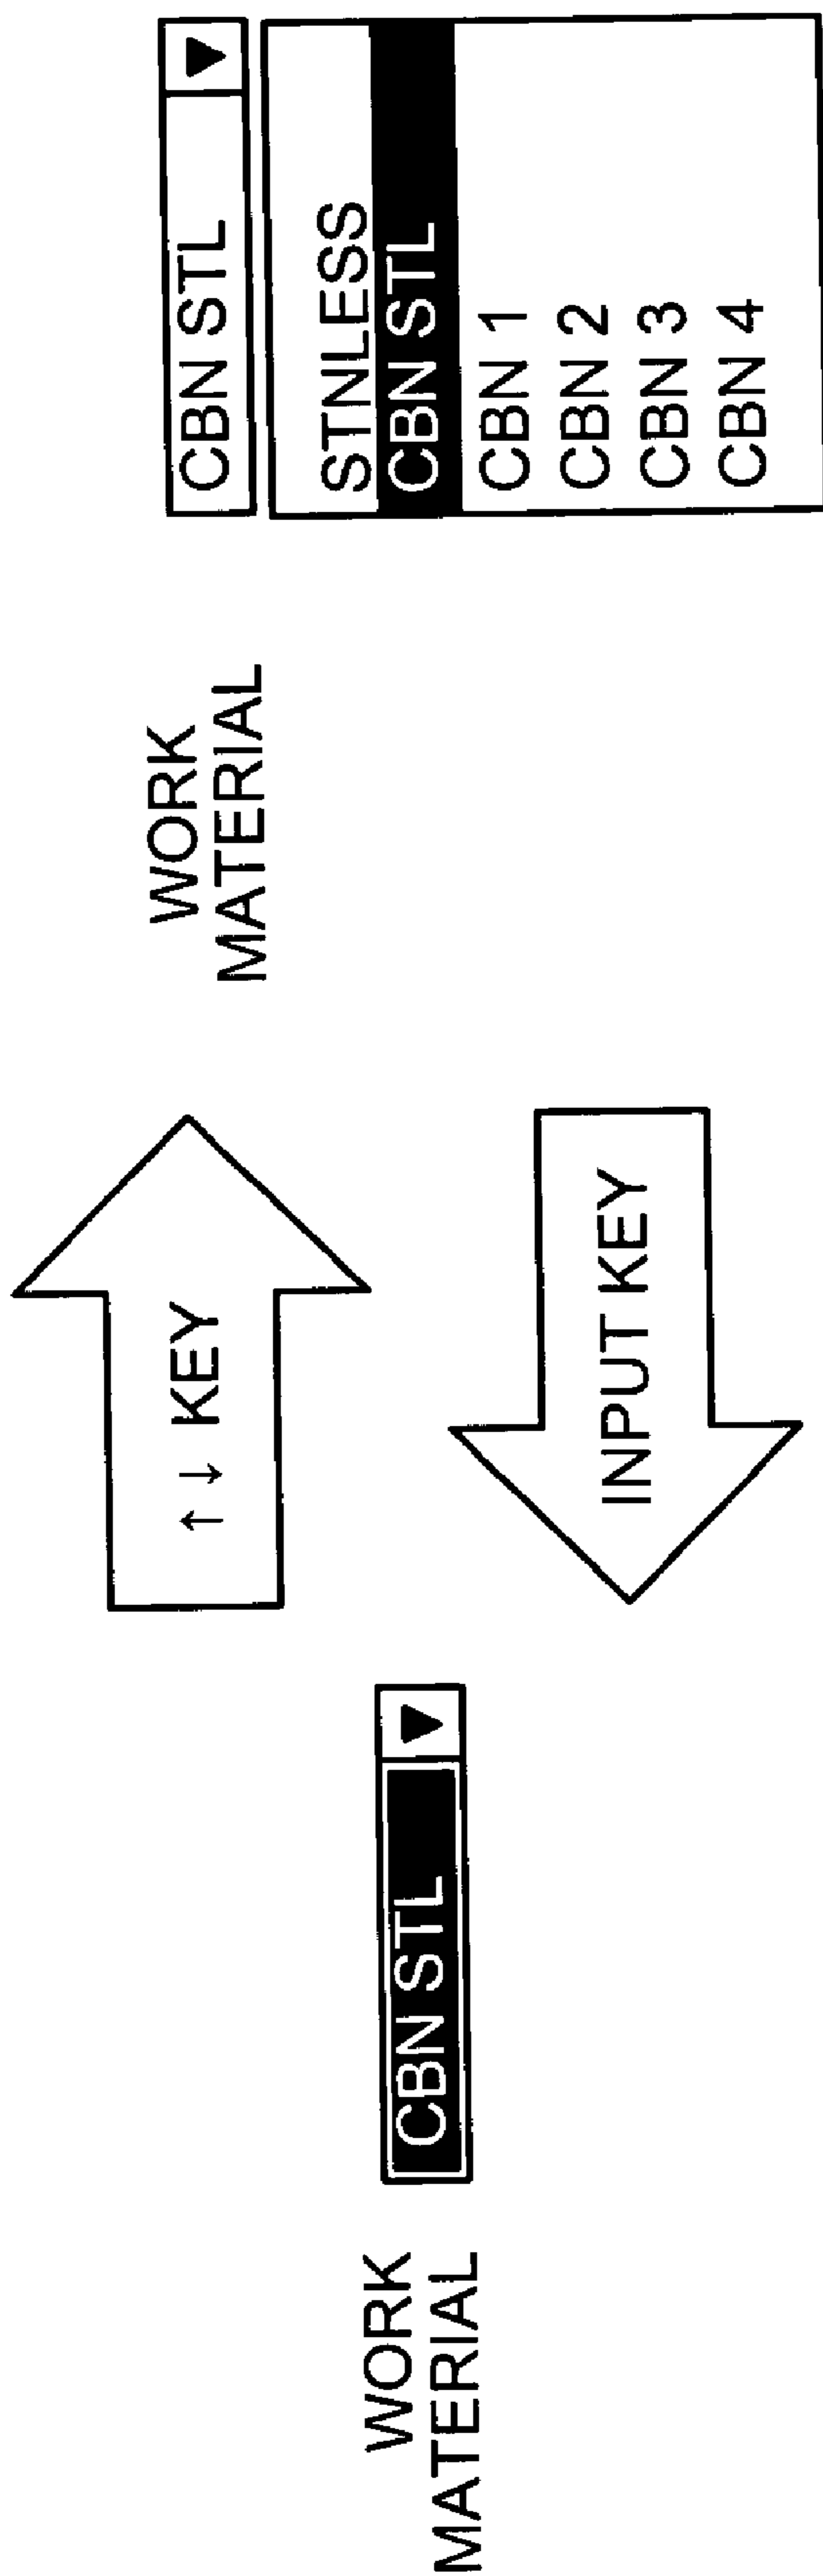 WORK
MATERIAL
CBN STL
▼
↑ ↓ KEY
INPUT KEY
WORK
MATERIAL
CBN STL
▼
STNLESS
CBN STL
CBN 1
CBN 2
CBN 3
CBN 4